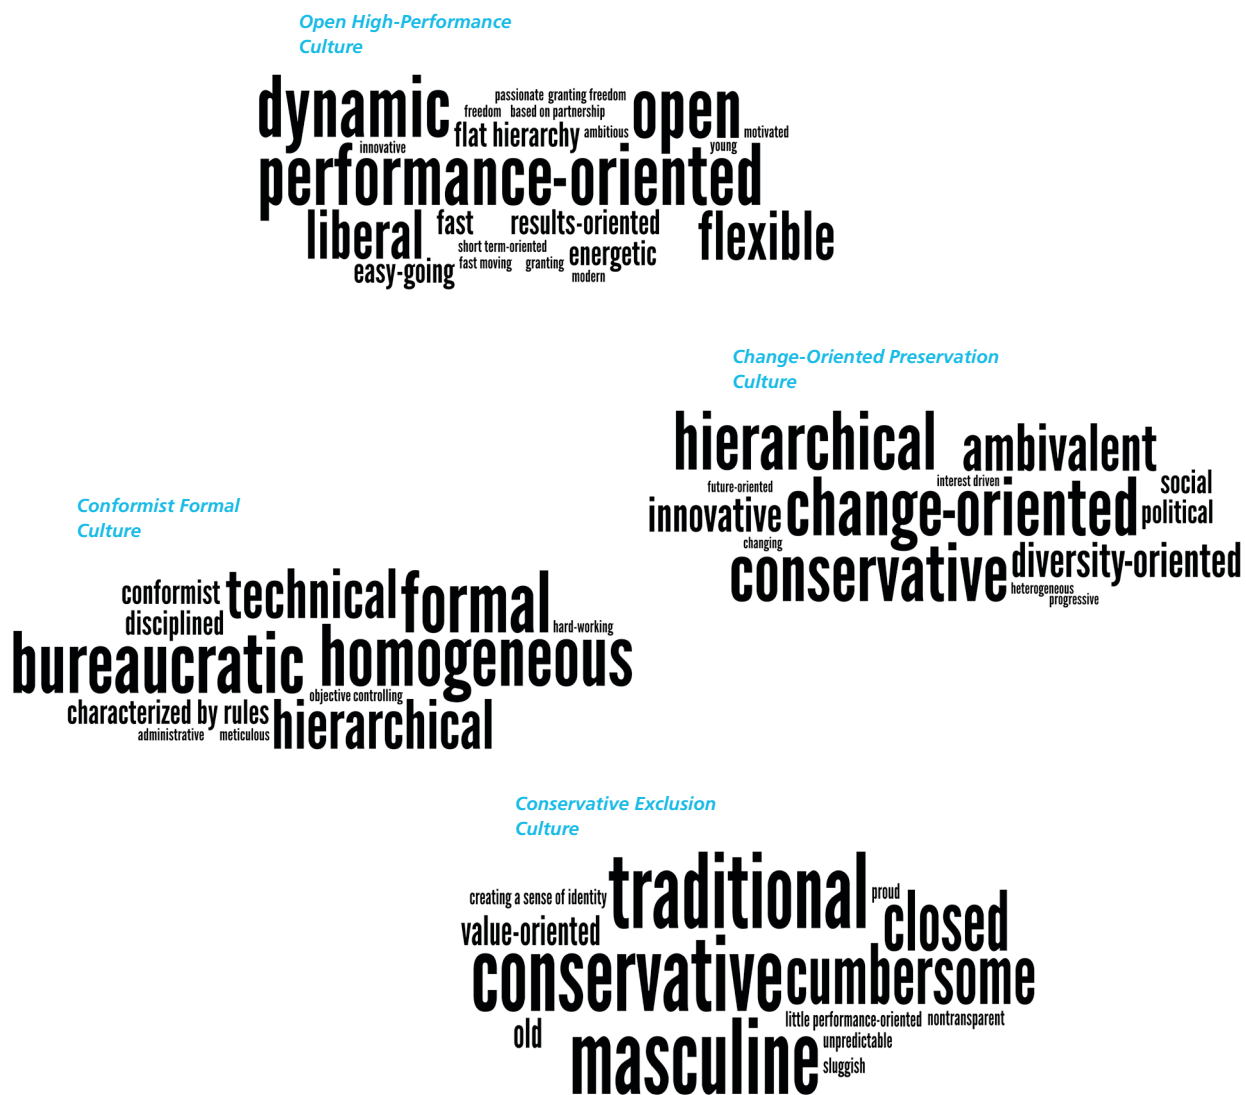 Open High-Performance
Culture
dynamic
passionate granting freedom
freedom based on partnership
open
flat hierarchy ambitious
motivated
innovative
young
performance-oriented
liberal fast results-oriented flexible
short term-oriented
energetic
easy-going fast moving granting
modern
Change-Oriented Preservation
Culture
hierarchical ambivalent
future-oriented
interest driven
social
innovative change-oriented political
changing
conservative diversity-oriented
heterogeneous
progressive
Conformist Formal
Culture
conformist technical formal
disciplined
hard-working
bureaucratic homogeneous
objective controlling
characterized by rules hierarchical
administrative meticulous
Conservative Exclusion
Culture
creating a sense of identity traditional proud
value-oriented closed
conservative cumbersome
little performance-oriented nontransparent
old masculine unpredictable
sluggish